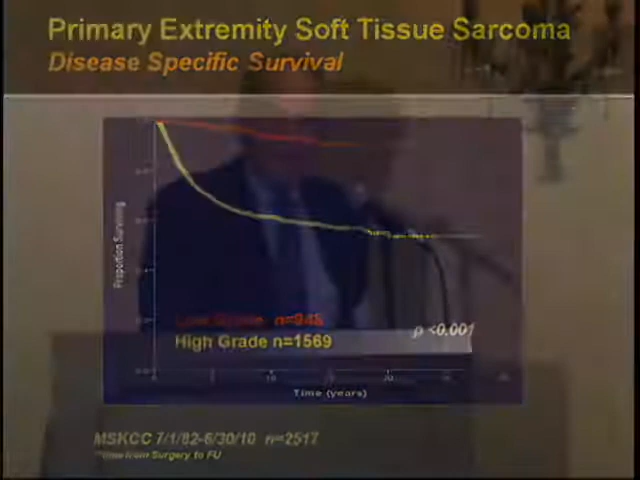 Primary Extremity Soft Tissue Sarcoma
Disease Specific Survival
Proportion Surviving
Low Grade n=948
High Grade n=1569
p <0.001
Time (years)
MSKCC 7/1/82-6/30/10 n=2517
from Surgery to FU